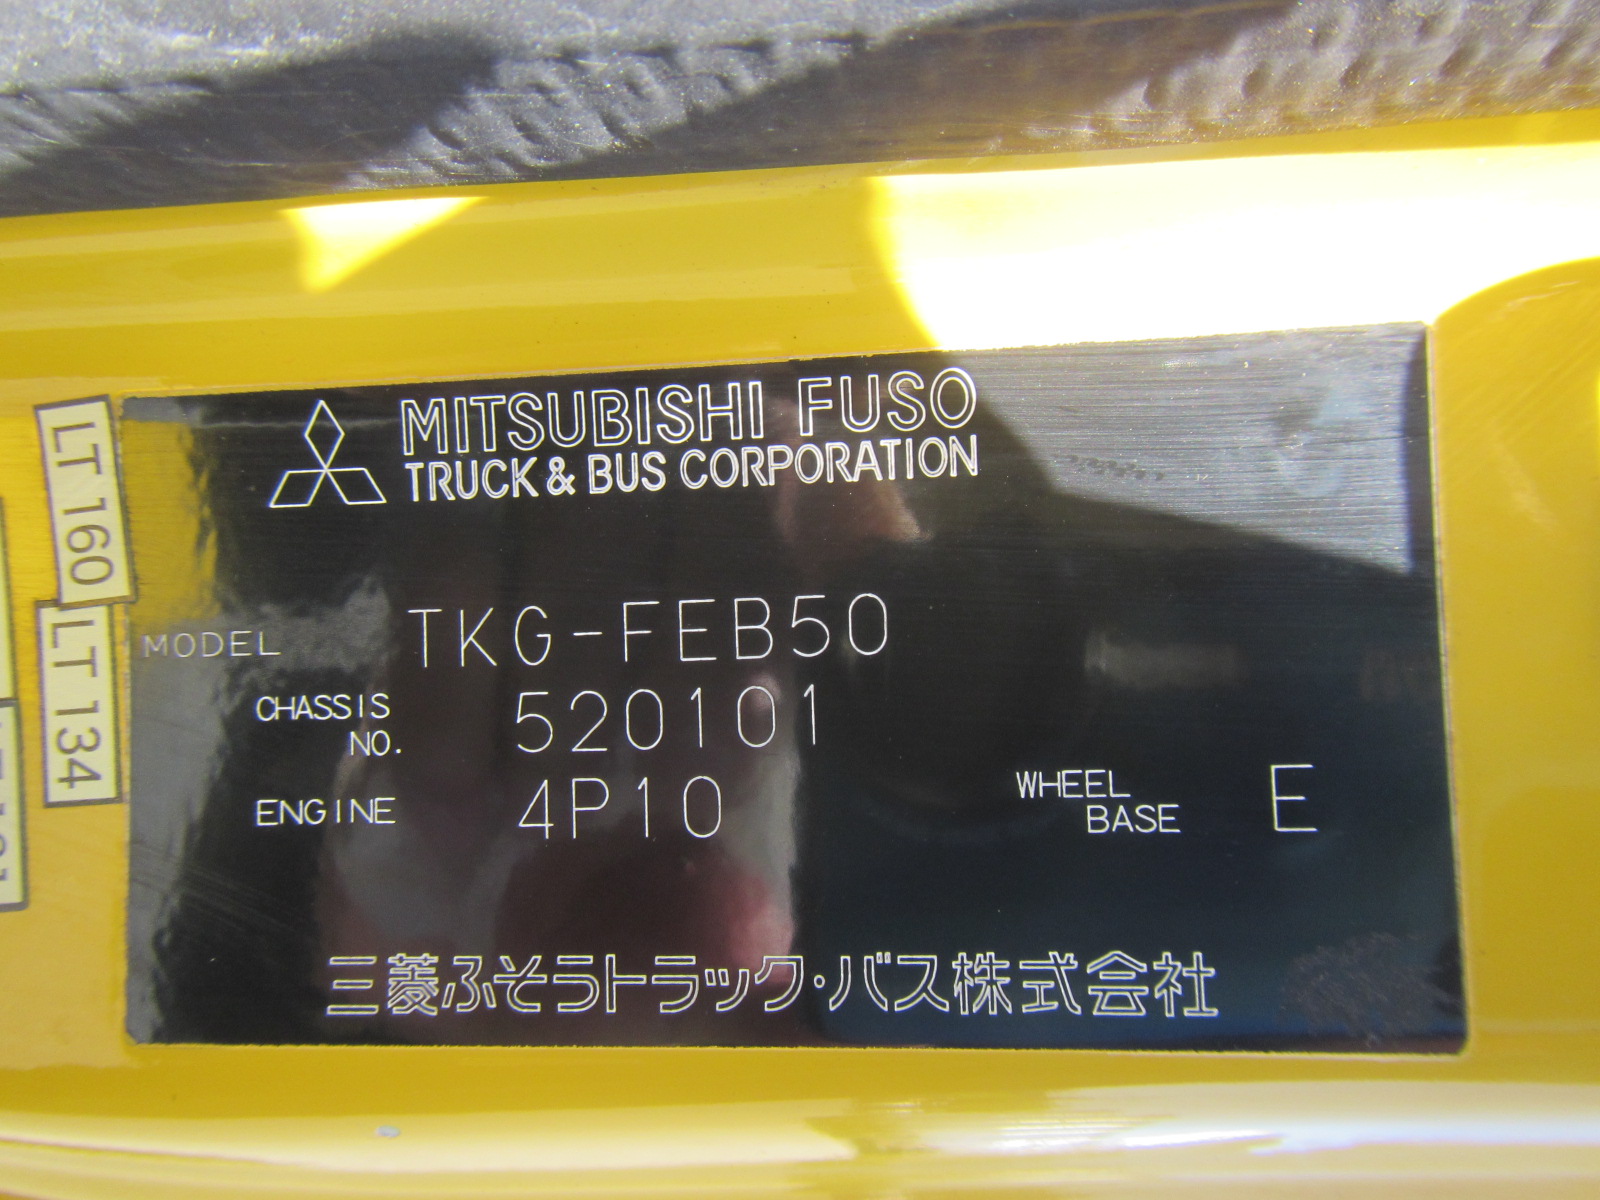 MITSUBISHI FUSO
TRUCK & BUS CORPORATION
LT 160
LT 134
MODEL TKG-FEB50
CHASSIS NO. 520101
ENGINE 4P10
WHEEL BASE E
三菱ふそうトラック・バス株式会社